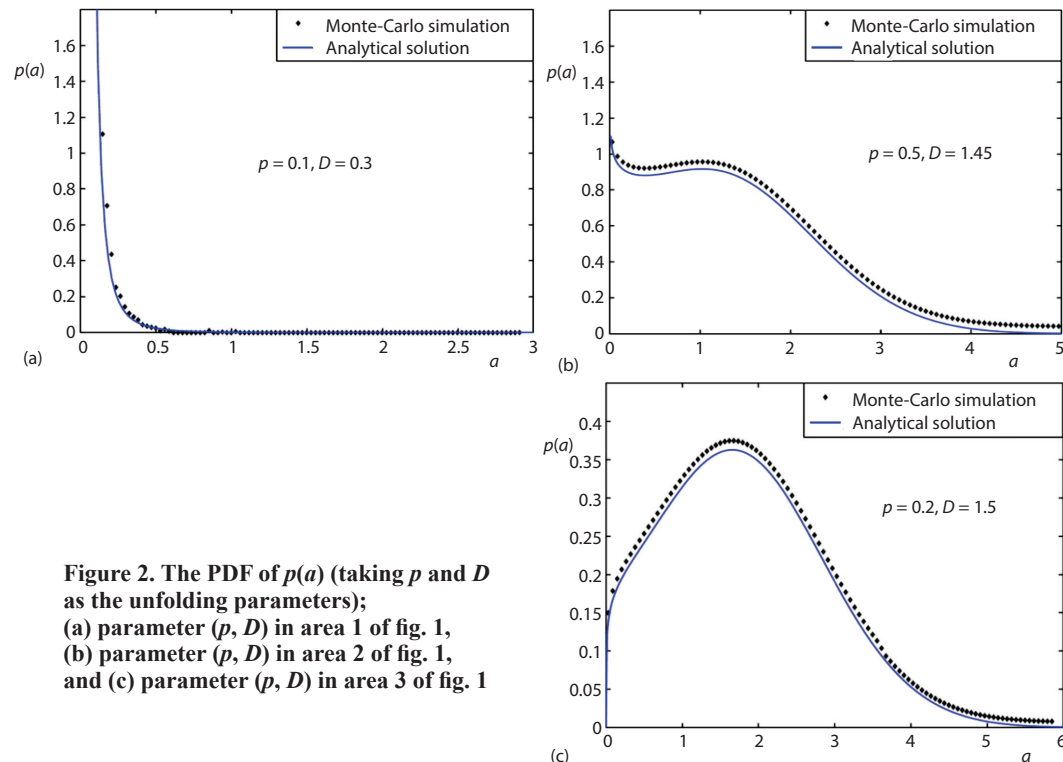 Monte-Carlo simulation
Analytical solution
p(a)
p = 0.1, D = 0.3
1.6
1.4
1.2
1
0.8
0.6
0.4
0.2
0
0 0.5 1 1.5 2 2.5 3
a
(a)
Monte-Carlo simulation
Analytical solution
p(a)
p = 0.5, D = 1.45
1.6
1.4
1.2
1
0.8
0.6
0.4
0.2
0
0 1 2 3 4 5
a
(b)
Monte-Carlo simulation
Analytical solution
p(a)
p = 0.2, D = 1.5
0.4
0.35
0.3
0.25
0.2
0.15
0.1
0.05
0
0 1 2 3 4 5 6
a
(c)
Figure 2. The PDF of p(a) (taking p and D
as the unfolding parameters);
(a) parameter (p, D) in area 1 of fig. 1,
(b) parameter (p, D) in area 2 of fig. 1,
and (c) parameter (p, D) in area 3 of fig. 1